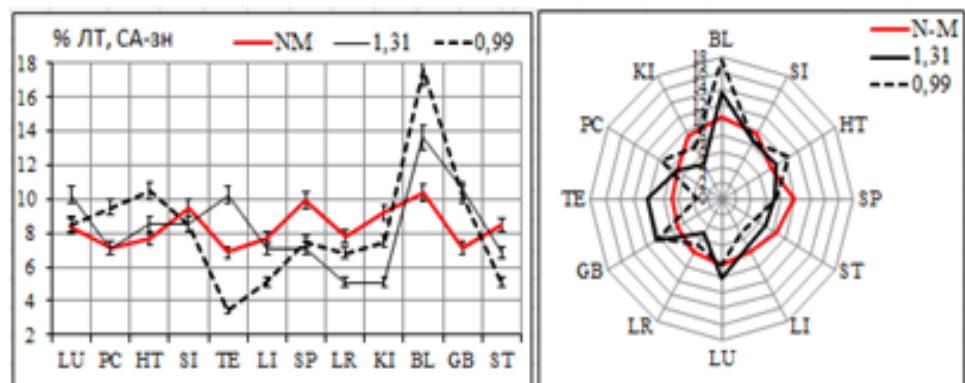 % ЛТ, СА-зн
NM
1,31
0,99
18
16
14
12
10
8
6
4
2
LU PC HT SI TE LI SP LR KI BL GB ST
N-M
1,31
0,99
BL
SI
HT
SP
ST
LI
LU
LR
GB
TE
PC
KI